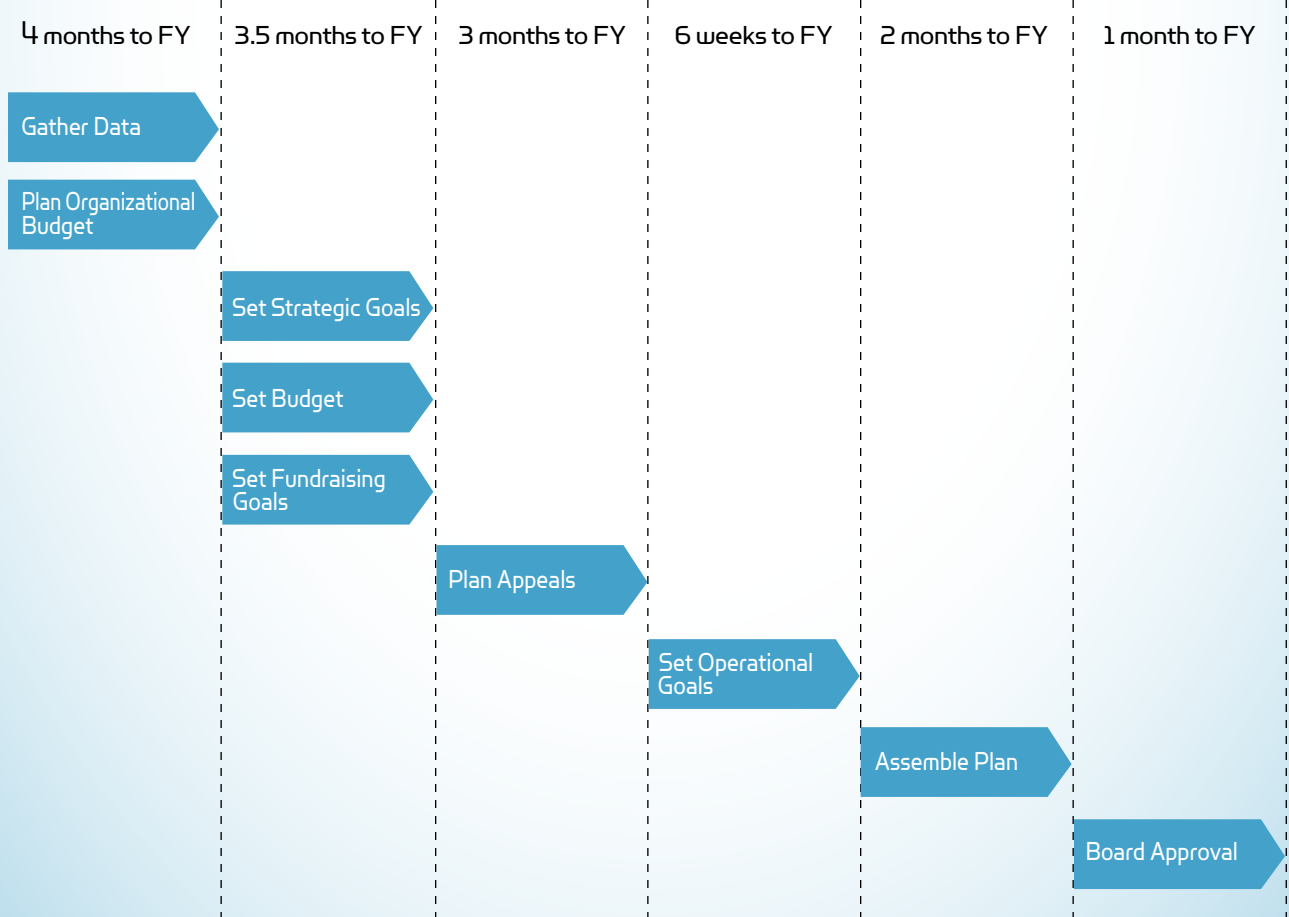 4 months to FY
3.5 months to FY
3 months to FY
6 weeks to FY
2 months to FY
1 month to FY
Gather Data
Plan Organizational
Budget
Set Strategic Goals
Set Budget
Set Fundraising
Goals
Plan Appeals
Set Operational
Goals
Assemble Plan
Board Approval